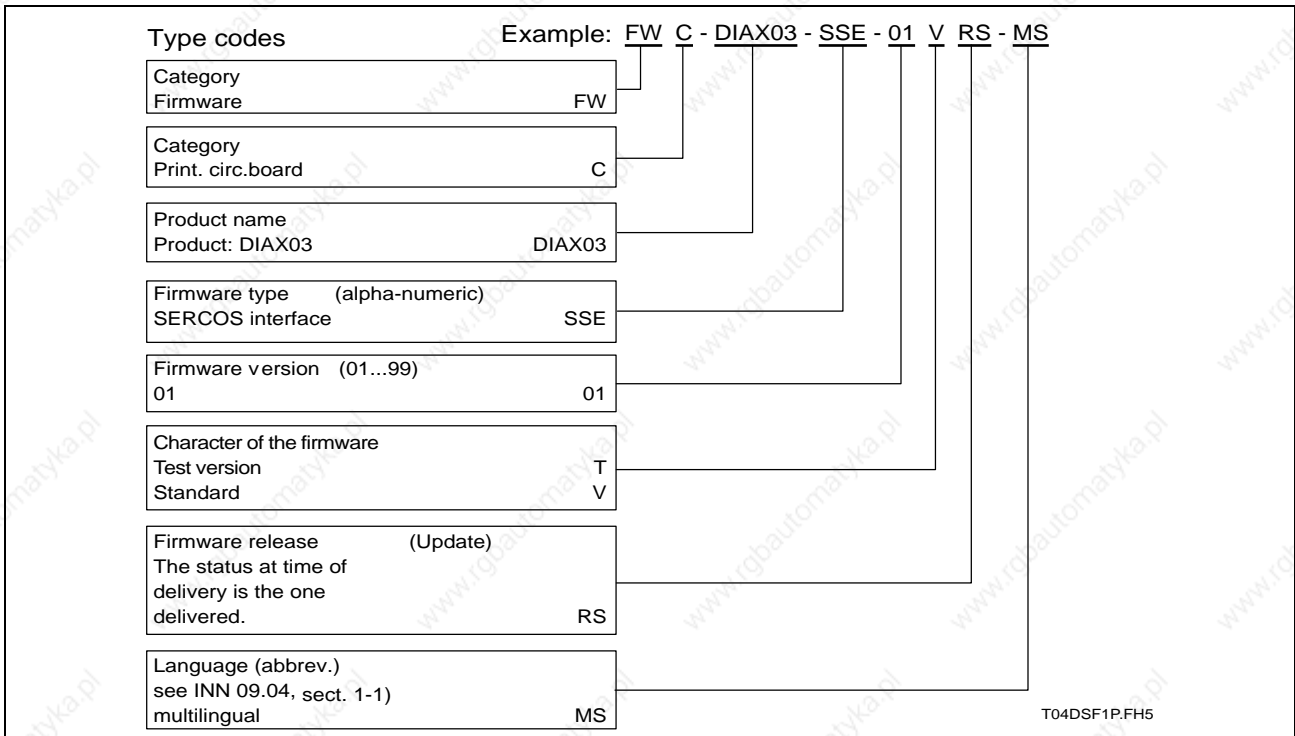 Type codes
Example: FW C - DIAX03 - SSE - 01 V RS - MS
Category
Firmware FW
Category
Print. circ.board C
Product name
Product: DIAX03 DIAX03
Firmware type (alpha-numeric)
SERCOS interface SSE
Firmware version (01...99)
01 01
Character of the firmware
Test version T
Standard V
Firmware release (Update)
The status at time of
delivery is the one
delivered. RS
Language (abbrev.)
see INN 09.04, sect. 1-1)
multilingual MS
T04DSF1P.FH5
www.rgbautomatyka.pl